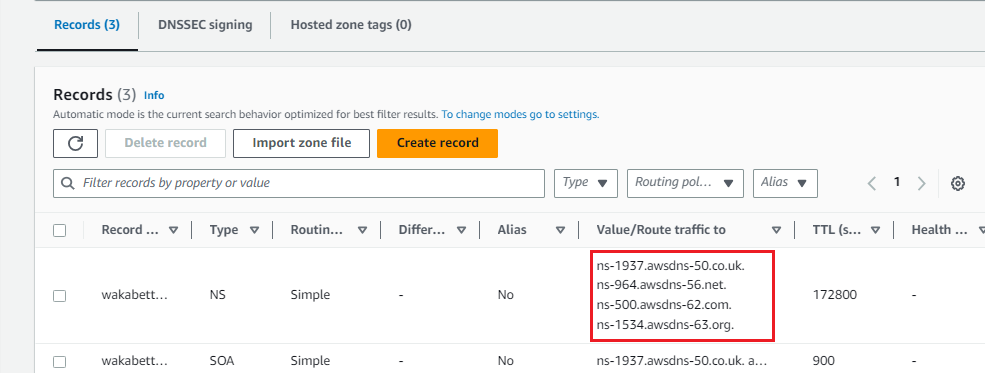 Records (3) DNSSEC signing Hosted zone tags (0)
Records (3) Info
Automatic mode is the current search behavior optimized for best filter results. To change modes go to settings.
Delete record Import zone file Create record
Filter records by property or value Type Routing pol... Alias 1
Record ... Type Routin... Differ... Alias Value/Route traffic to TTL (s... Health ...
wakabett... NS Simple - No ns-1937.awsdns-50.co.uk. 172800 -
ns-964.awsdns-56.net.
ns-500.awsdns-62.com.
ns-1534.awsdns-63.org.
wakabett... SOA Simple - No ns-1937.awsdns-50.co.uk. a... 900 -